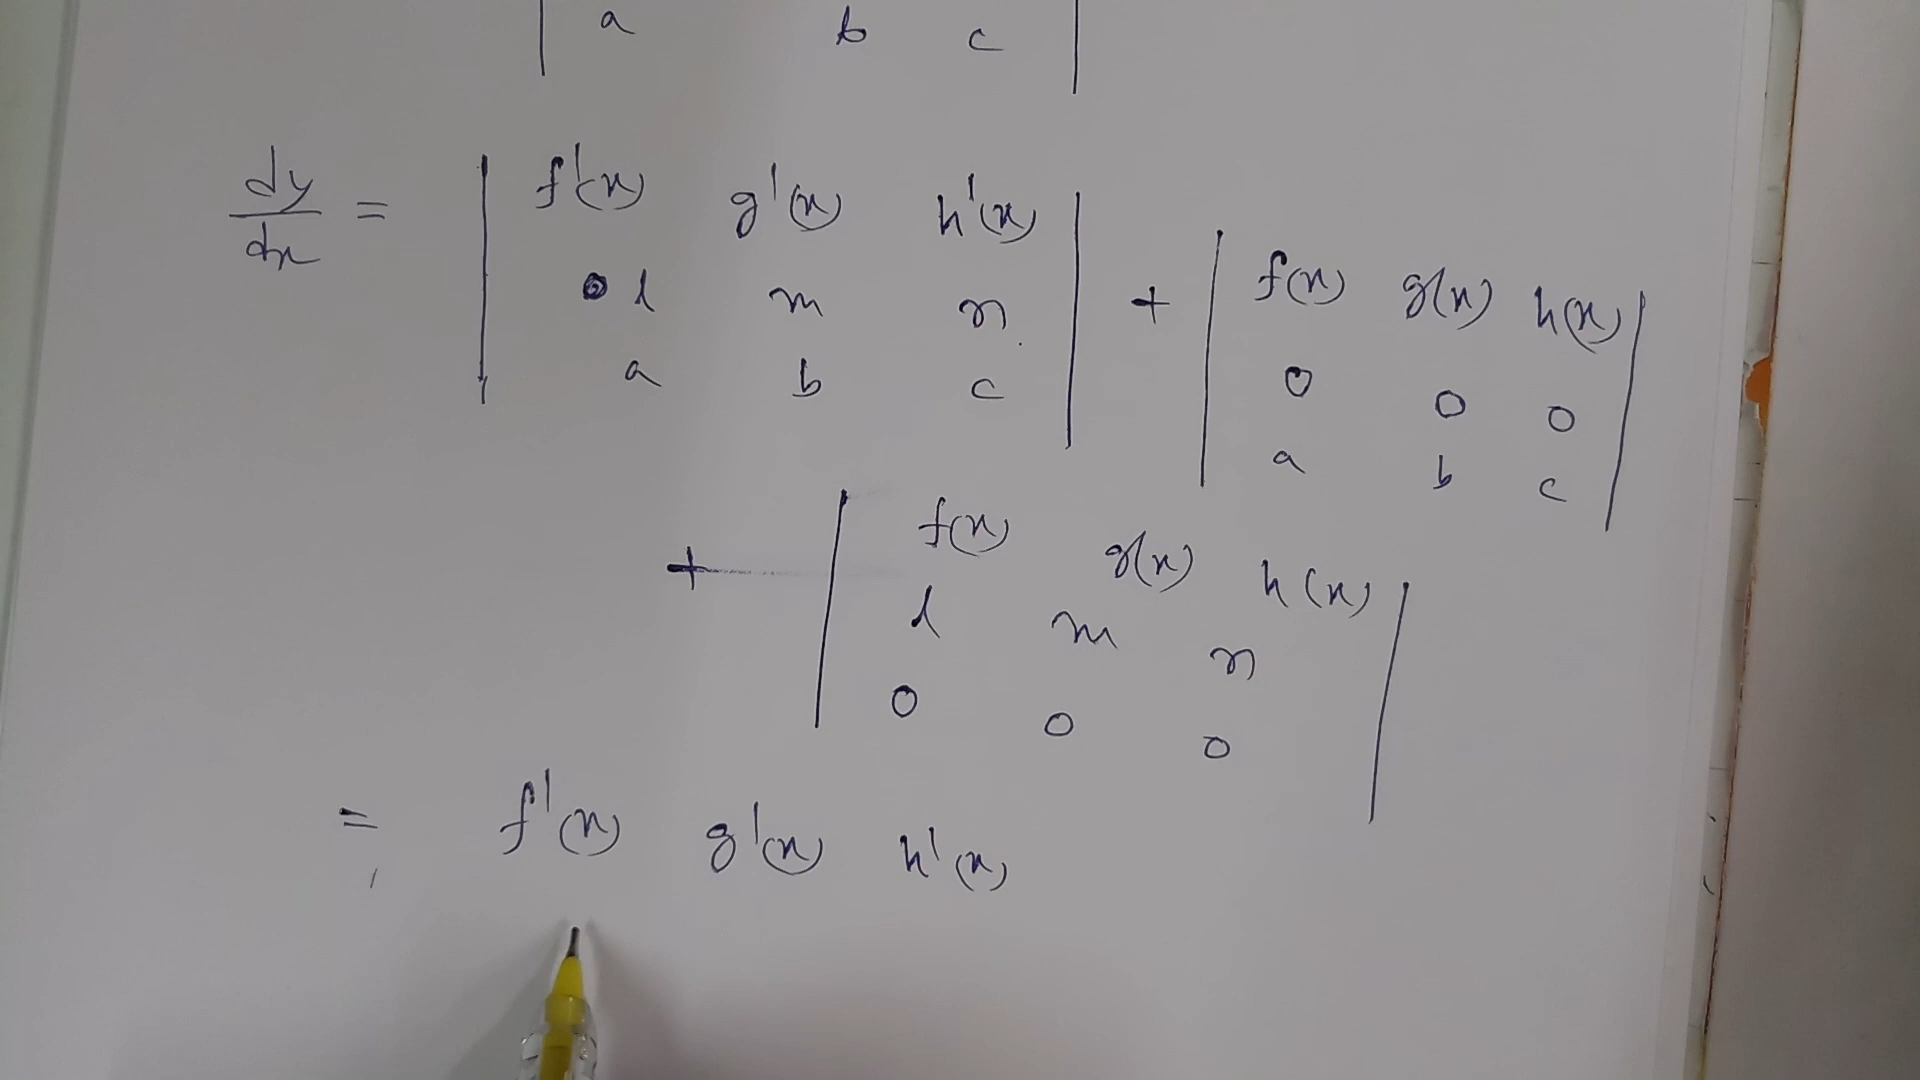 | a b c |
dy/dx = | f'(x) g'(x) h'(x) | + | f(x) g(x) h(x) |
| l m n | | 0 0 0 |
| a b c | | a b c |
+ | f(x) g(x) h(x) |
| l m n |
| 0 0 0 |
= f'(x) g'(x) h'(x)